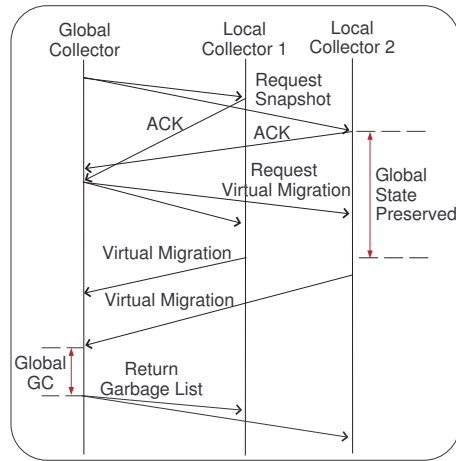 Global
Collector
Local
Collector 1
Local
Collector 2
Request
Snapshot
ACK
ACK
Request
Virtual Migration
Global
State
Preserved
Virtual Migration
Virtual Migration
Global
GC
Return
Garbage List